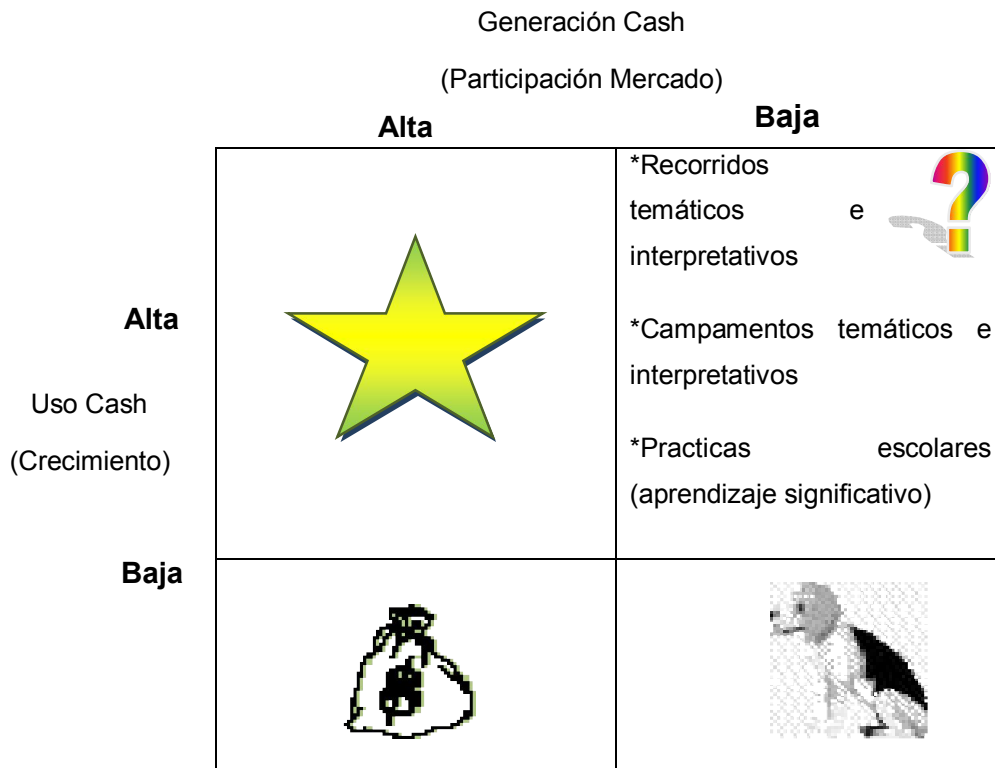 Generación Cash
(Participación Mercado)
Alta
Baja
*Recorridos
temáticos e
interpretativos
*Campamentos temáticos e
interpretativos
*Practicas escolares
(aprendizaje significativo)
Alta
Uso Cash
(Crecimiento)
Baja